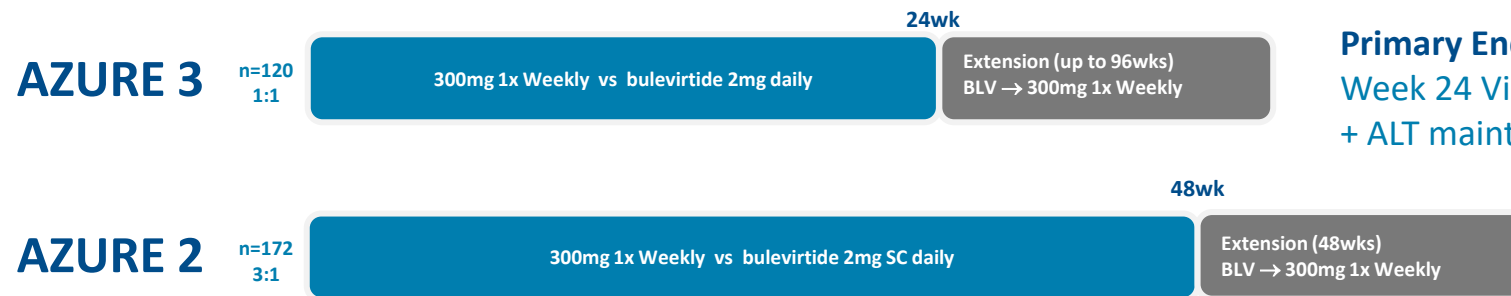 24wk
AZURE 3
n=120
1:1
300mg 1x Weekly vs bulevirtide 2mg daily
Extension (up to 96wks)
BLV → 300mg 1x Weekly
Primary En
Week 24 Vi
+ ALT maint
48wk
AZURE 2
n=172
3:1
300mg 1x Weekly vs bulevirtide 2mg SC daily
Extension (48wks)
BLV → 300mg 1x Weekly